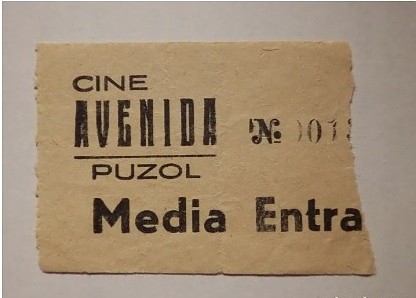 CINE
AVENIDA
Nº 001
PUZOL
Media Entra